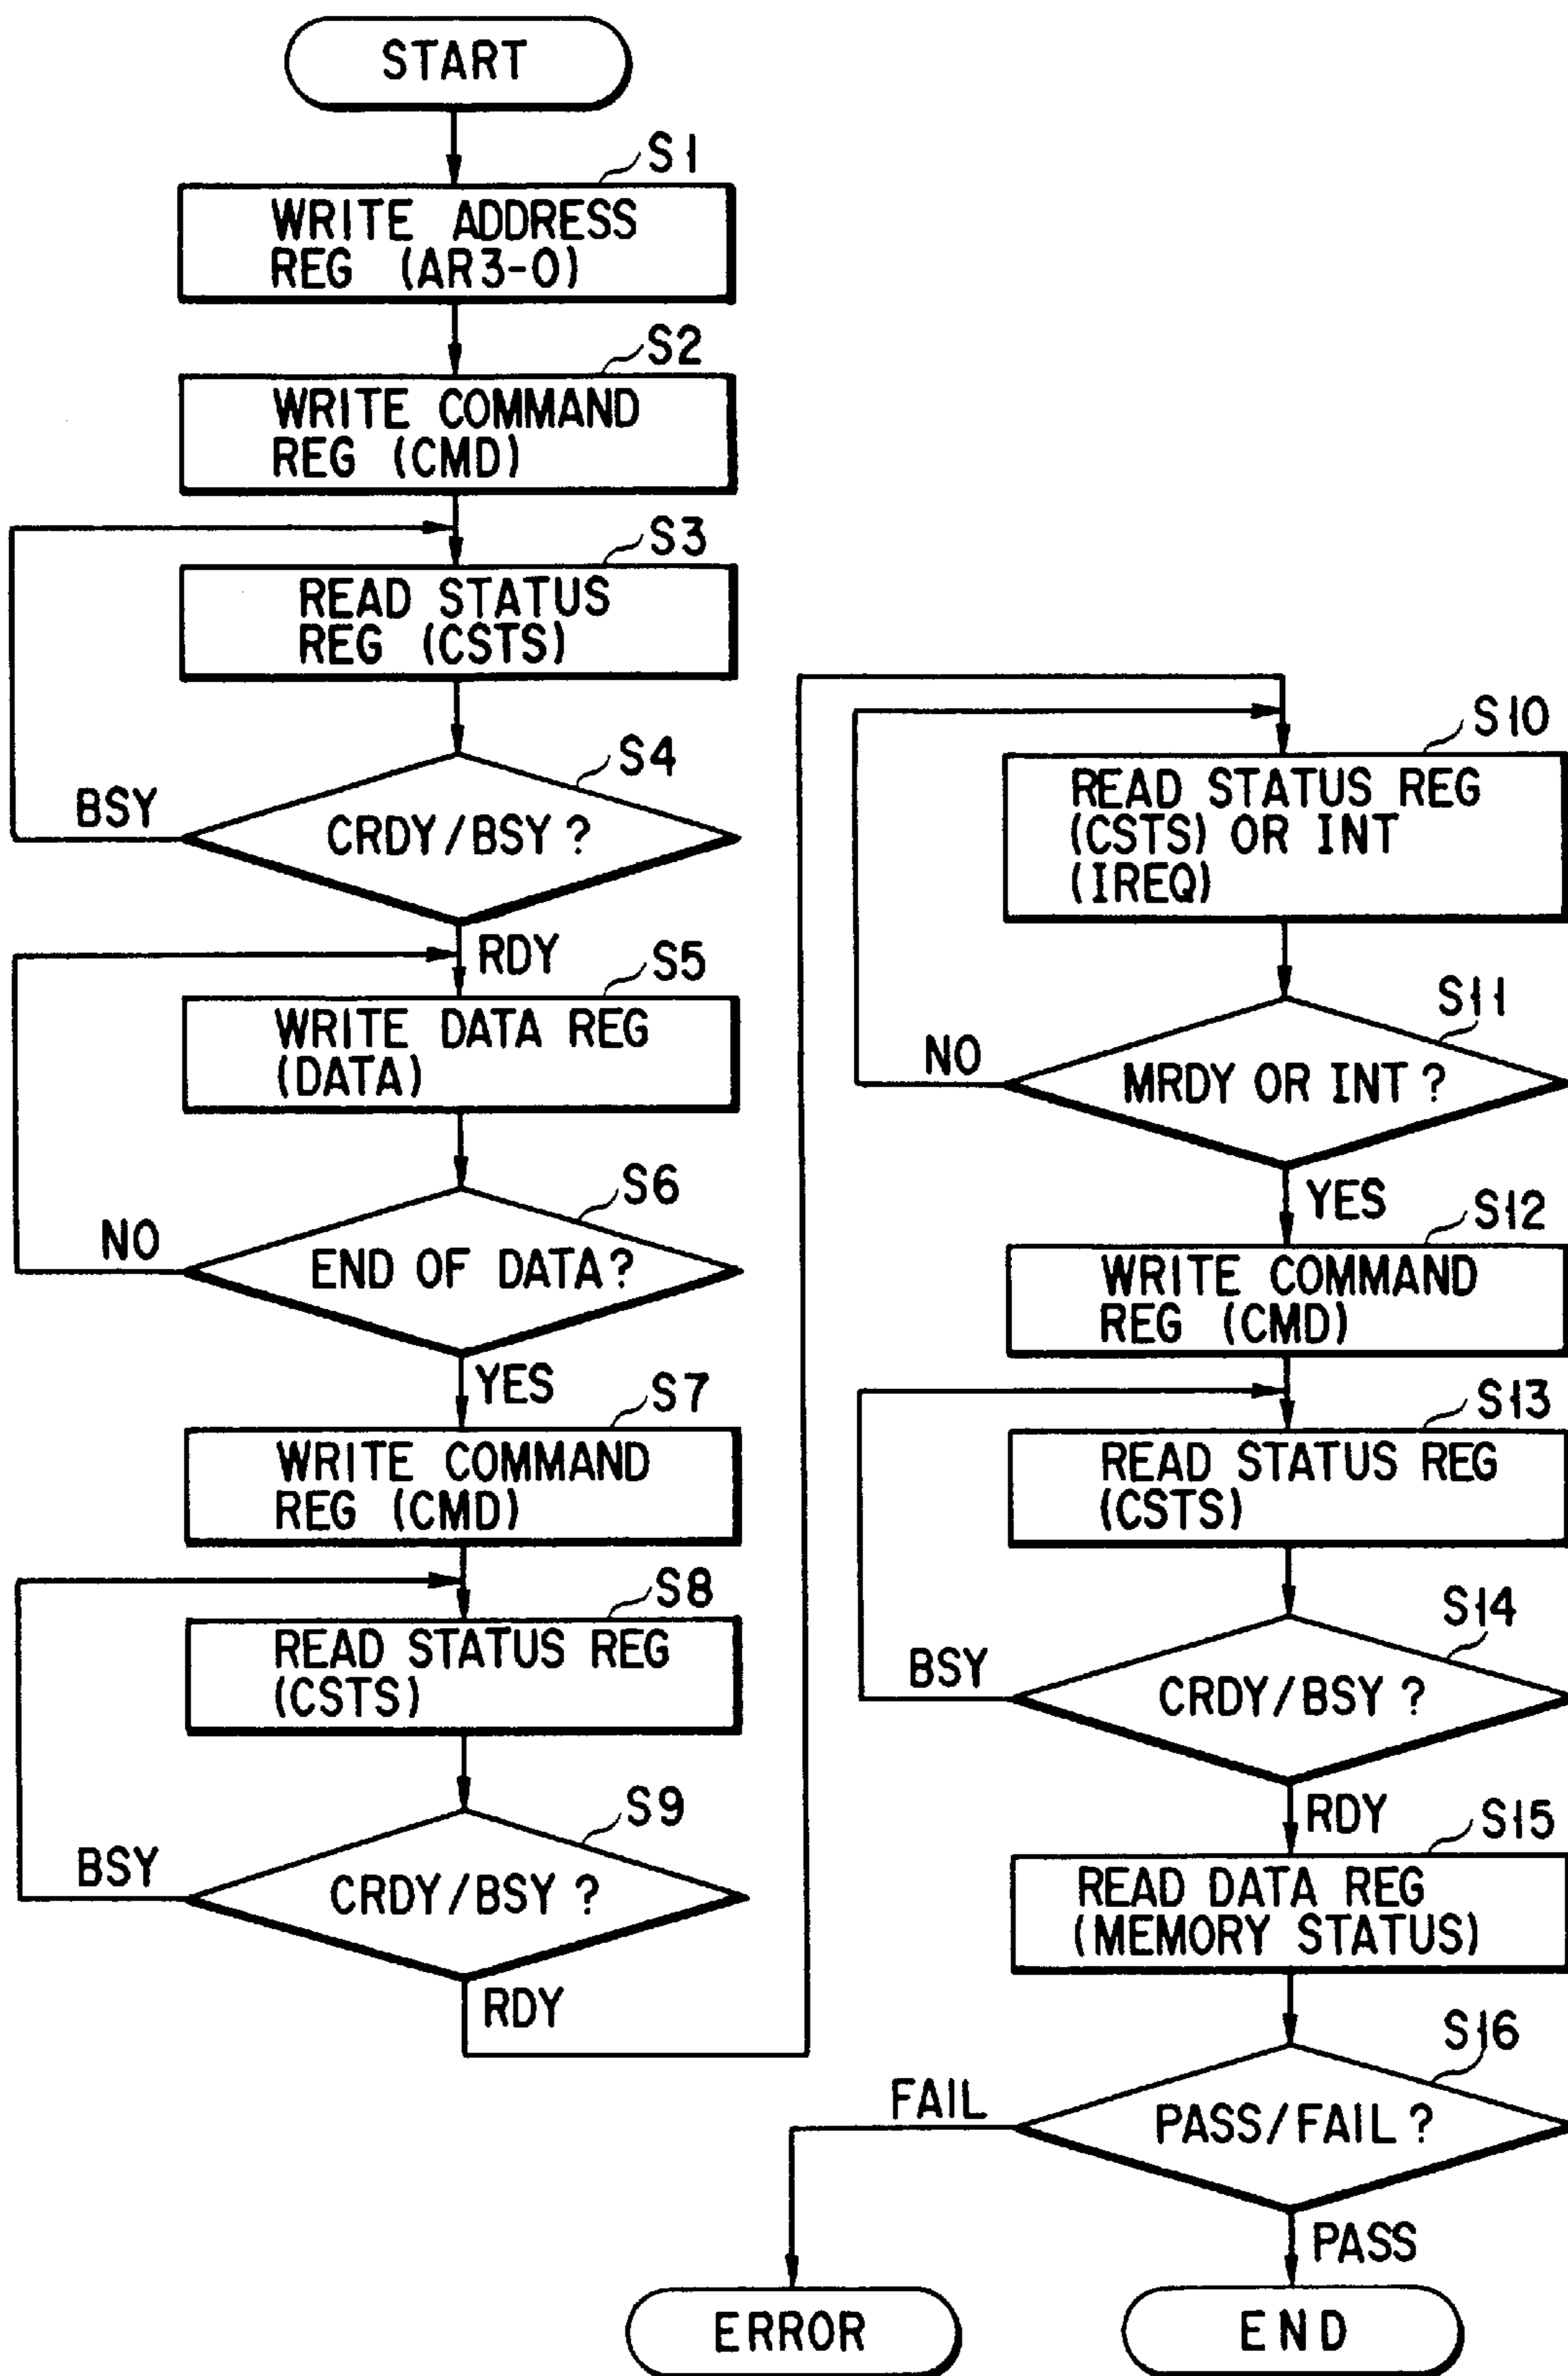 START
S1
WRITE ADDRESS
REG (AR3-0)
S2
WRITE COMMAND
REG (CMD)
S3
READ STATUS
REG (CSTS)
S4
BSY
CRDY/BSY ?
RDY
S5
WRITE DATA REG
(DATA)
S6
NO
END OF DATA?
YES
S7
WRITE COMMAND
REG (CMD)
S8
READ STATUS REG
(CSTS)
S9
BSY
CRDY/BSY ?
RDY
S10
READ STATUS REG
(CSTS) OR INT
(IREQ)
S11
NO
MRDY OR INT ?
YES
S12
WRITE COMMAND
REG (CMD)
S13
READ STATUS REG
(CSTS)
S14
BSY
CRDY/BSY ?
RDY
S15
READ DATA REG
(MEMORY STATUS)
S16
FAIL
PASS/FAIL ?
PASS
ERROR
END